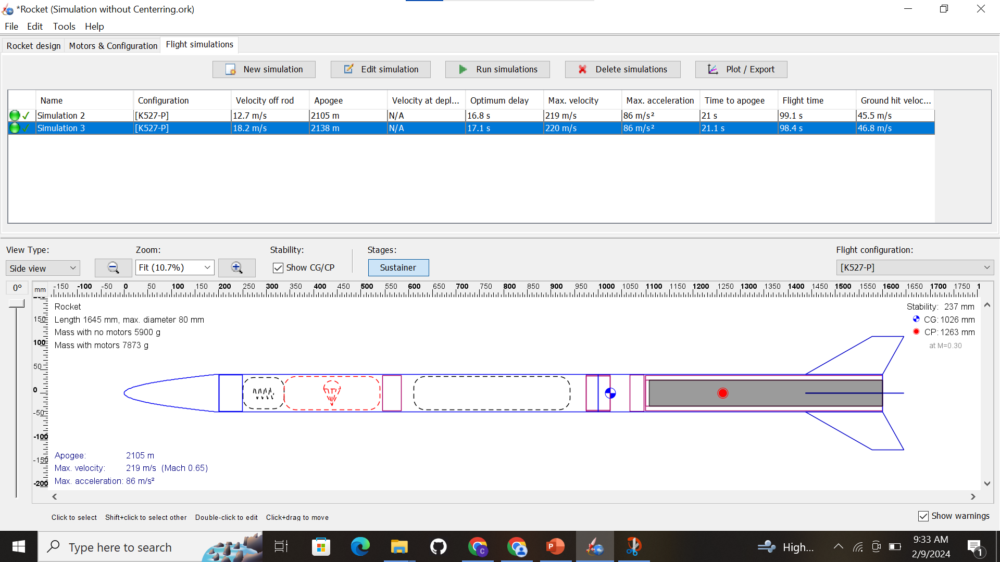 *Rocket (Simulation without Centerring.ork)
File Edit Tools Help
Rocket design Motors & Configuration Flight simulations
New simulation Edit simulation Run simulations Delete simulations Plot / Export
Name Configuration Velocity off rod Apogee Velocity at depl... Optimum delay Max. velocity Max. acceleration Time to apogee Flight time Ground hit veloc...
Simulation 2 [K527-P] 12.7 m/s 2105 m N/A 16.8 s 219 m/s 86 m/s² 21 s 99.1 s 45.5 m/s
Simulation 3 [K527-P] 18.2 m/s 2138 m N/A 17.1 s 220 m/s 86 m/s² 21.1 s 98.4 s 46.8 m/s
View Type: Zoom: Stability: Stages: Flight configuration:
Side view Fit (10.7%) Show CG/CP Sustainer [K527-P]
0° mm -150 -100 -50 0 50 100 150 200 250 300 350 400 450 500 550 600 650 700 750 800 850 900 950 1000 1050 1100 1150 1200 1250 1300 1350 1400 1450 1500 1550 1600 1650 1700 1750 1
200
150
100
50
0
-50
-100
-150
-200
Rocket
Length 1645 mm, max. diameter 80 mm
Mass with no motors 5900 g
Mass with motors 7873 g
Stability: 237 mm
CG: 1026 mm
CP: 1263 mm
at M=0.30
Apogee: 2105 m
Max. velocity: 219 m/s (Mach 0.65)
Max. acceleration: 86 m/s²
Click to select Shift+click to select other Double-click to edit Click+drag to move
Show warnings
Type here to search
High...
9:33 AM
2/9/2024
1